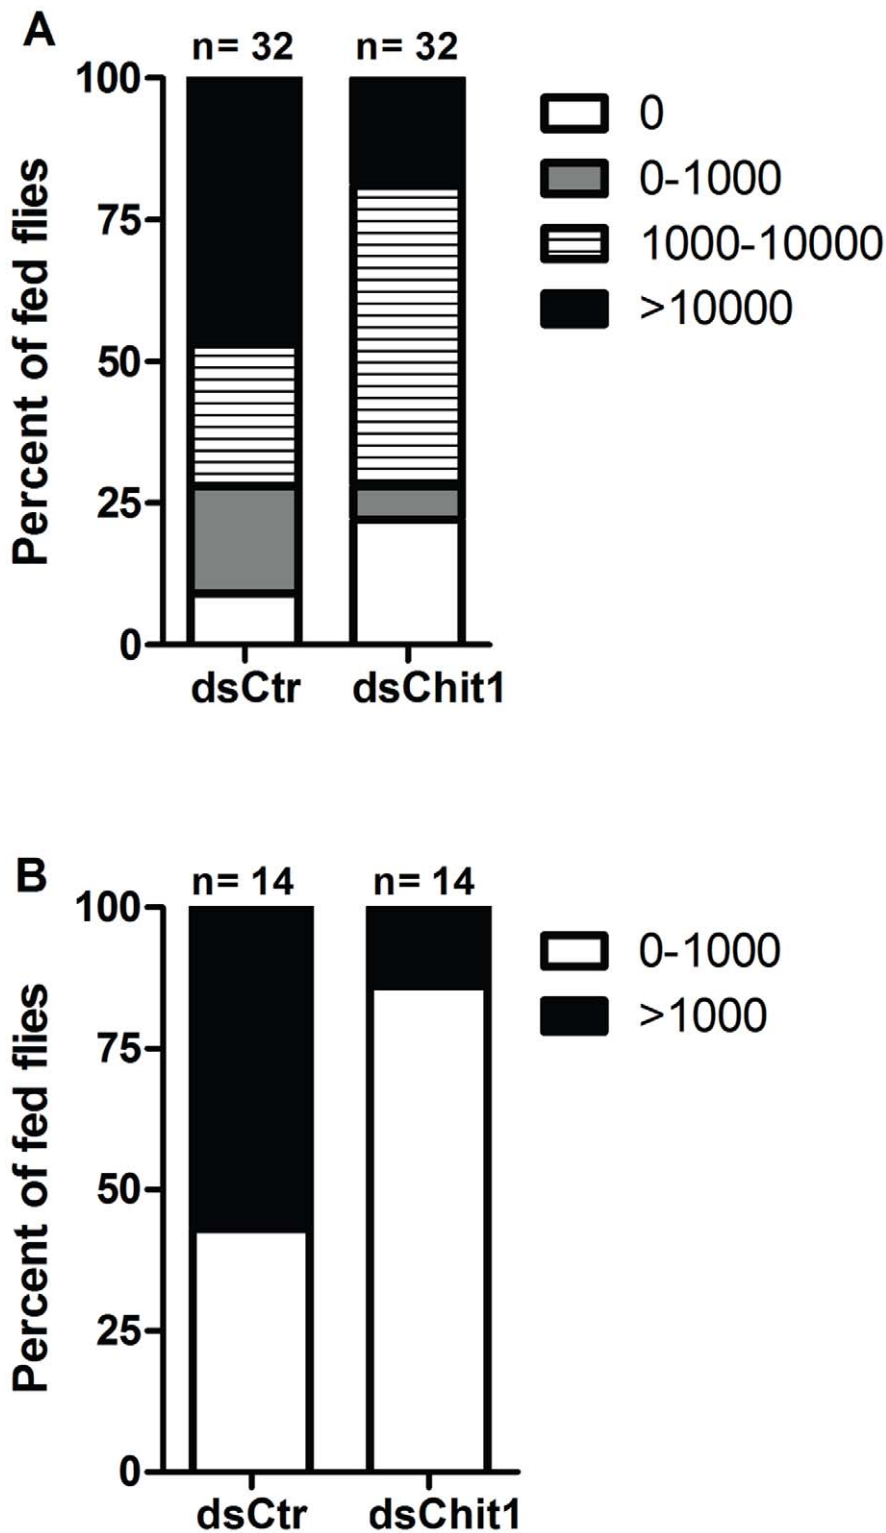 A
n= 32 n= 32
100
75
50
25
0
Percent of fed flies
dsCtr dsChit1
0
0-1000
1000-10000
>10000
B
n= 14 n= 14
100
75
50
25
0
Percent of fed flies
dsCtr dsChit1
0-1000
>1000